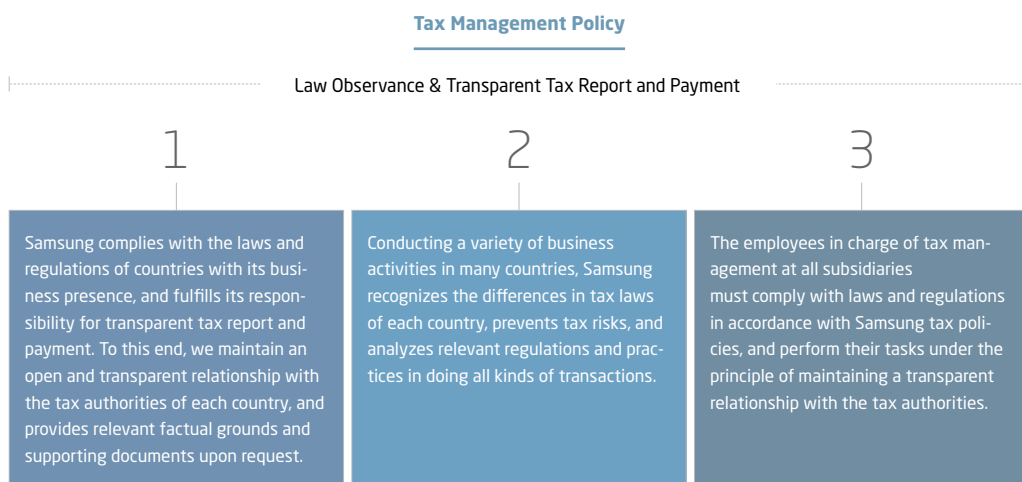 Tax Management Policy
Law Observance & Transparent Tax Report and Payment
1
Samsung complies with the laws and
regulations of countries with its busi-
ness presence, and fulfills its respon-
sibility for transparent tax report and
payment. To this end, we maintain an
open and transparent relationship with
the tax authorities of each country, and
provides relevant factual grounds and
supporting documents upon request.
2
Conducting a variety of business
activities in many countries, Samsung
recognizes the differences in tax laws
of each country, prevents tax risks, and
analyzes relevant regulations and prac-
tices in doing all kinds of transactions.
3
The employees in charge of tax man-
agement at all subsidiaries
must comply with laws and regulations
in accordance with Samsung tax poli-
cies, and perform their tasks under the
principle of maintaining a transparent
relationship with the tax authorities.